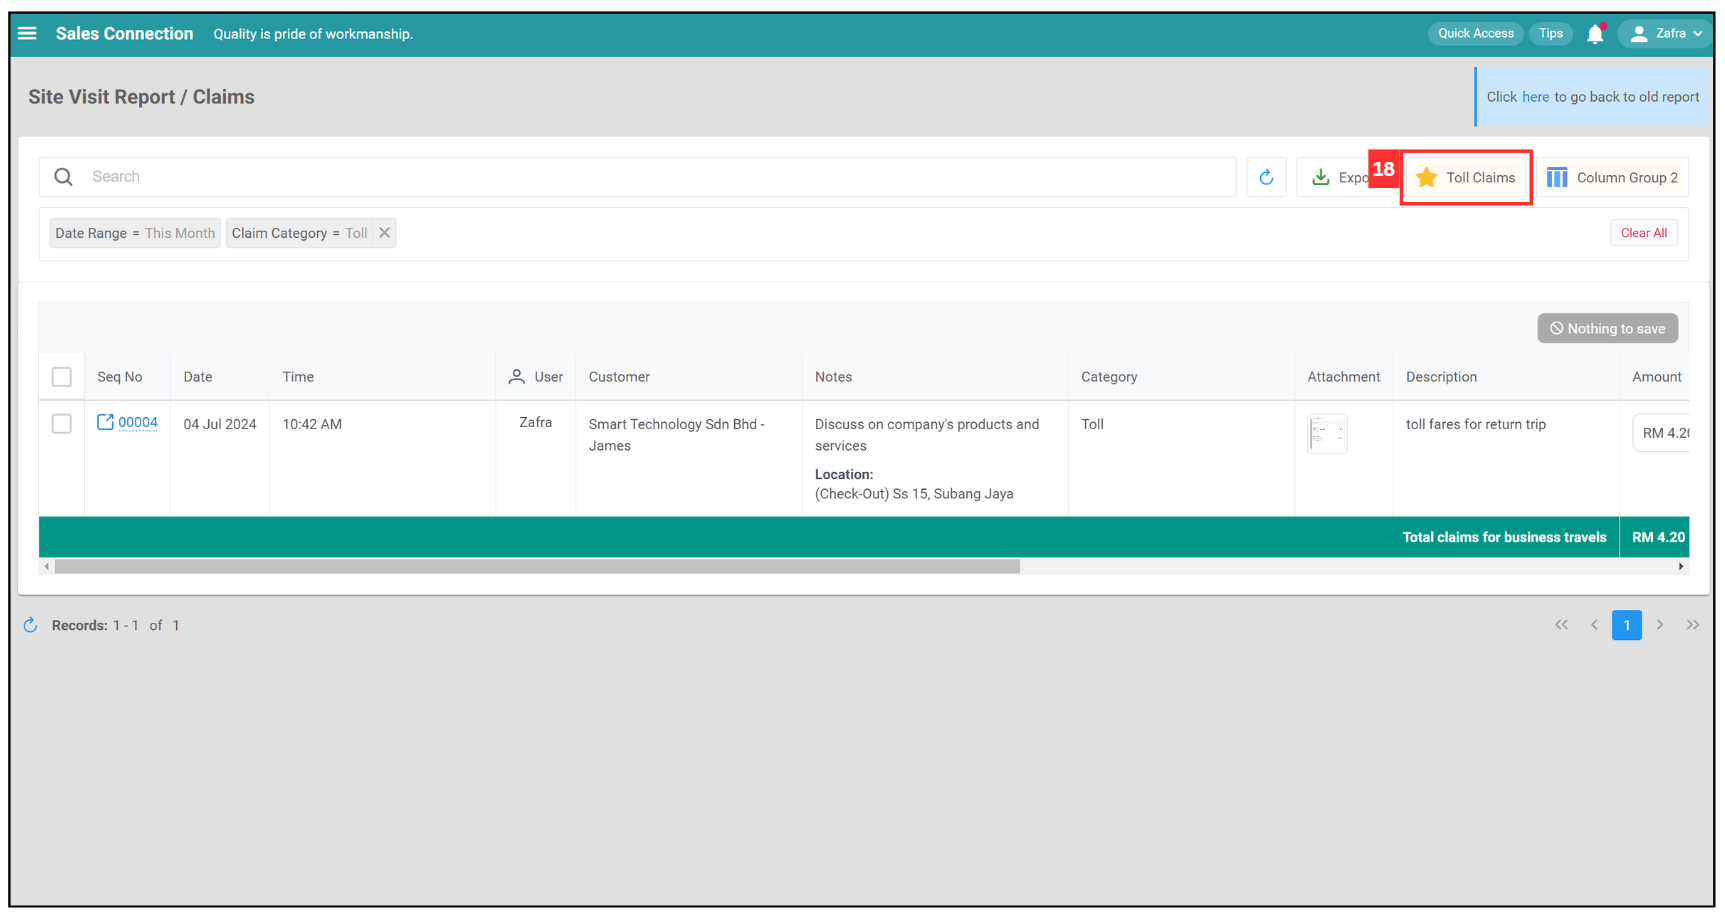 Sales Connection Quality is pride of workmanship. Quick Access Tips Zafra
Site Visit Report / Claims
Click here to go back to old report
Search
Expo
18
Toll Claims
Column Group 2
Date Range = This Month
Claim Category = Toll
Clear All
Nothing to save
Seq No Date Time User Customer Notes Category Attachment Description Amount
00004 04 Jul 2024 10:42 AM Zafra Smart Technology Sdn Bhd - Discuss on company's products and Toll toll fares for return trip RM 4.20
James services
Location:
(Check-Out) Ss 15, Subang Jaya
Total claims for business travels RM 4.20
Records: 1 - 1 of 1
1